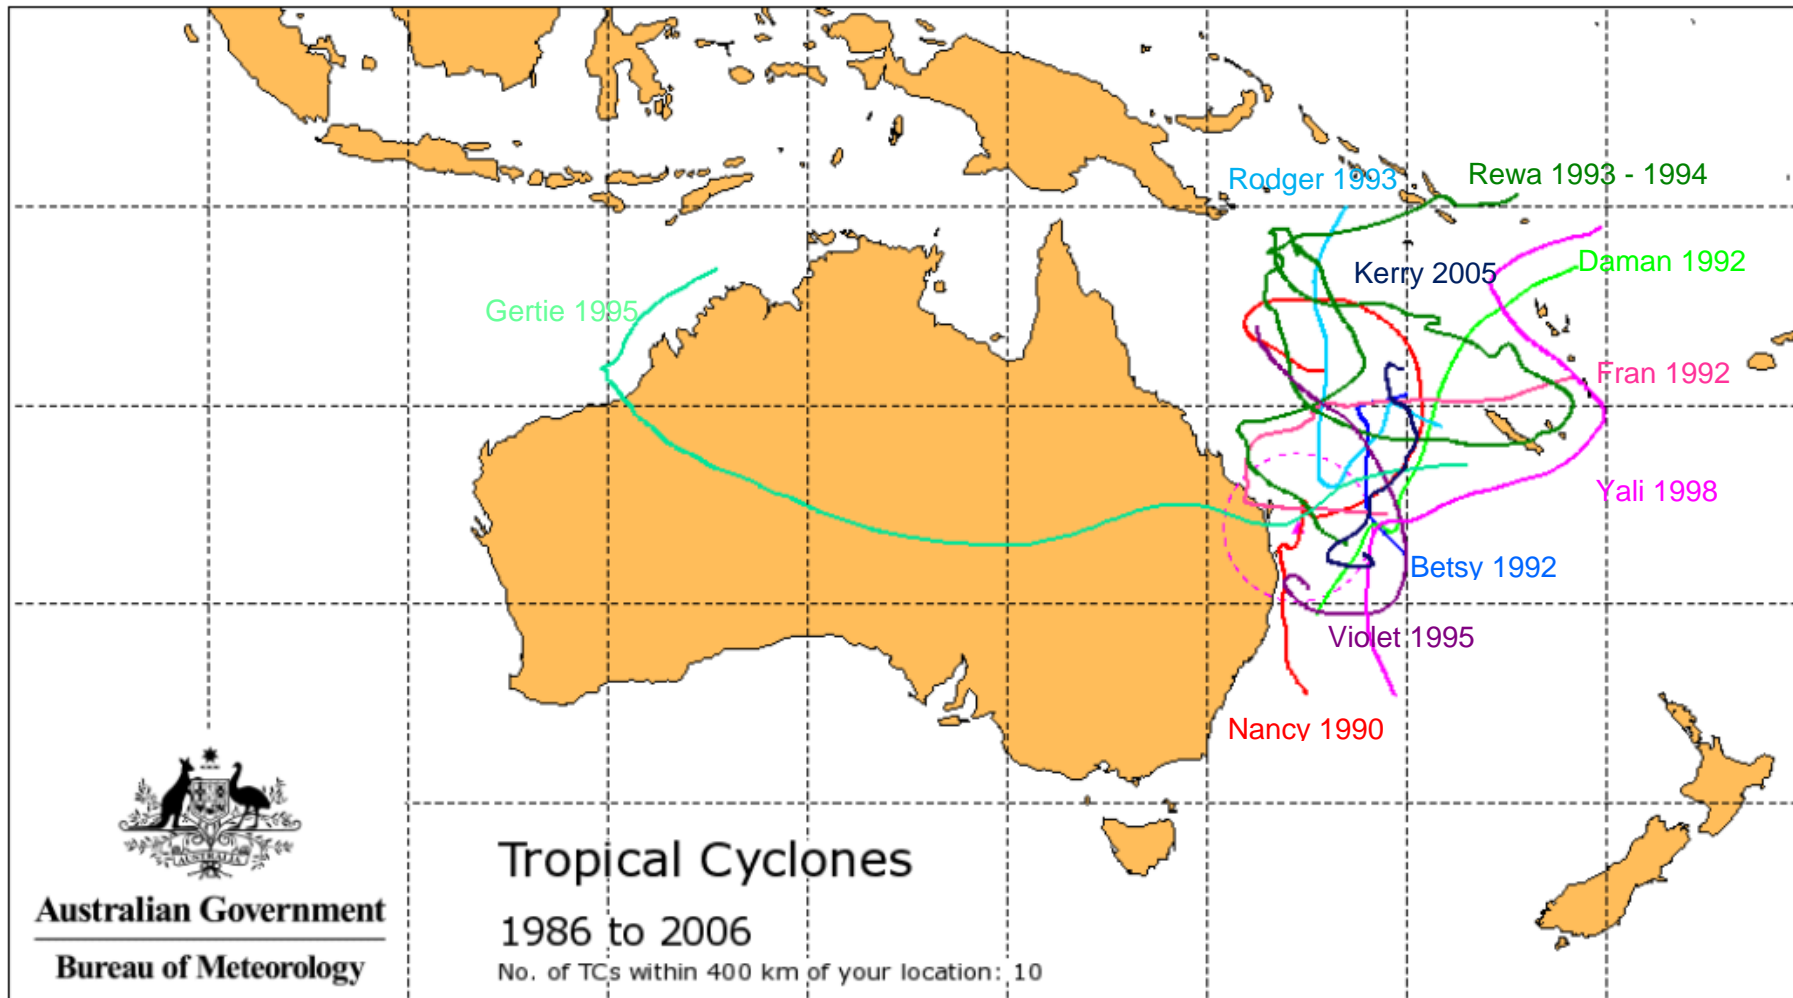 Rodger 1993
Rewa 1993 - 1994
Kerry 2005
Daman 1992
Gertie 1995
Fran 1992
Yali 1998
Betsy 1992
Violet 1995
Nancy 1990
AUSTRALIA
Australian Government
Bureau of Meteorology
Tropical Cyclones
1986 to 2006
No. of TCs within 400 km of your location: 10